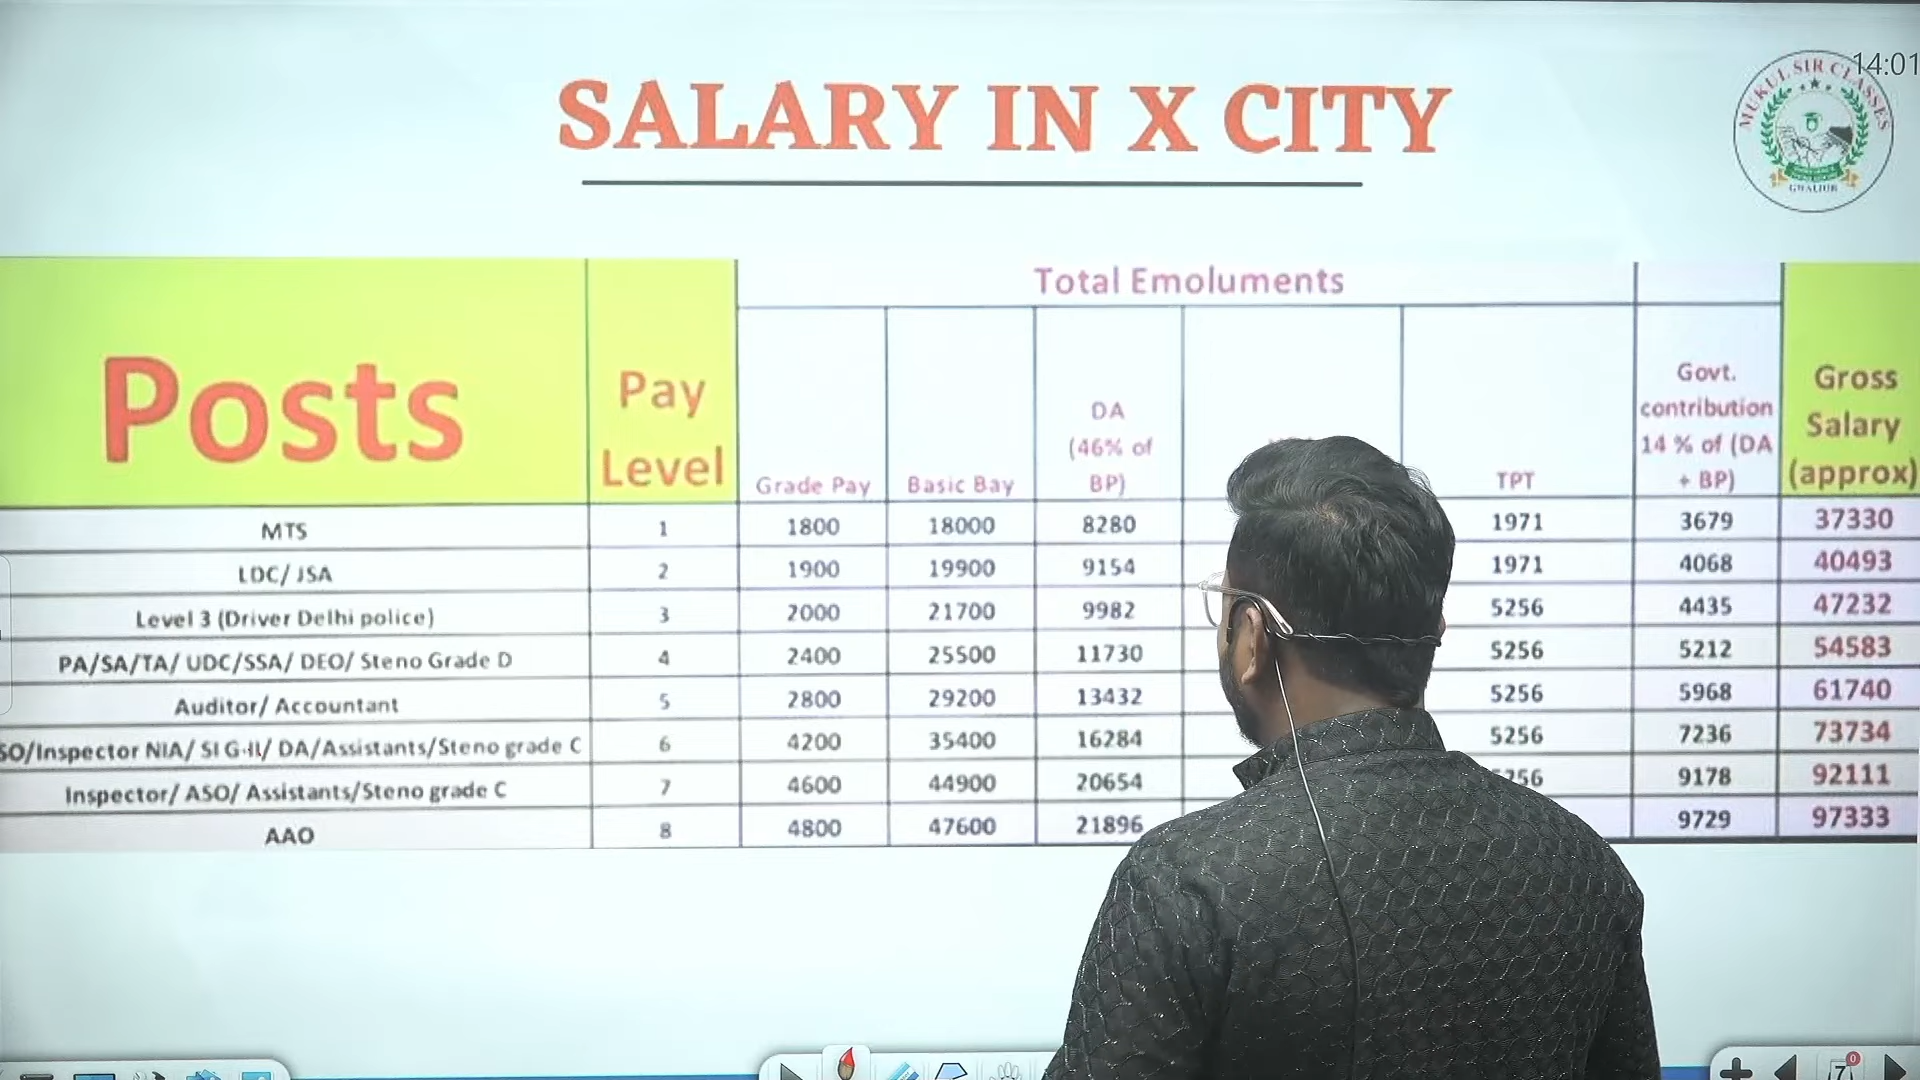 14:01
SALARY IN X CITY
MUKUL SIR CLASSES
GWALIOR
Total Emoluments
Posts
Pay Level
Grade Pay
Basic Bay
DA (46% of BP)
TPT
Govt. contribution 14 % of (DA + BP)
Gross Salary (approx)
MTS 1 1800 18000 8280 1971 3679 37330
LDC/ JSA 2 1900 19900 9154 1971 4068 40493
Level 3 (Driver Delhi police) 3 2000 21700 9982 5256 4435 47232
PA/SA/TA/ UDC/SSA/ DEO/ Steno Grade D 4 2400 25500 11730 5256 5212 54583
Auditor/ Accountant 5 2800 29200 13432 5256 5968 61740
SO/Inspector NIA/ SI G-II/ DA/Assistants/Steno grade C 6 4200 35400 16284 5256 7236 73734
Inspector/ ASO/ Assistants/Steno grade C 7 4600 44900 20654 9178 92111
AAO 8 4800 47600 21896 9729 97333
7
0